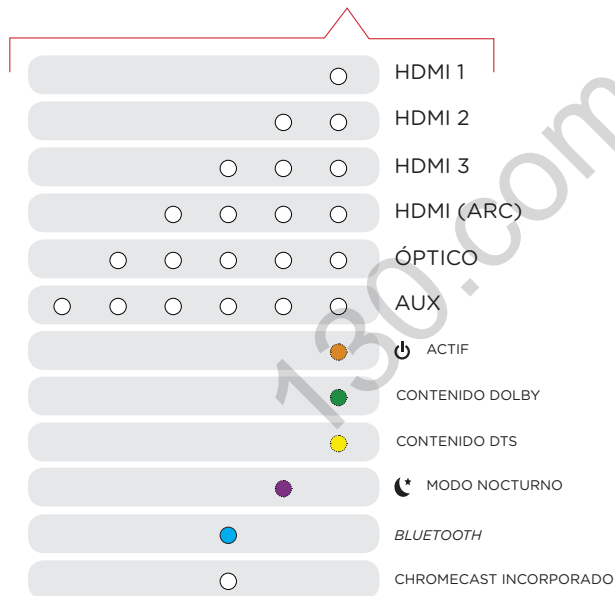 HDMI 1
HDMI 2
HDMI 3
HDMI (ARC)
ÓPTICO
AUX
ACTIF
CONTENIDO DOLBY
CONTENIDO DTS
MODO NOCTURNO
BLUETOOTH
CHROMECAST INCORPORADO
130.com